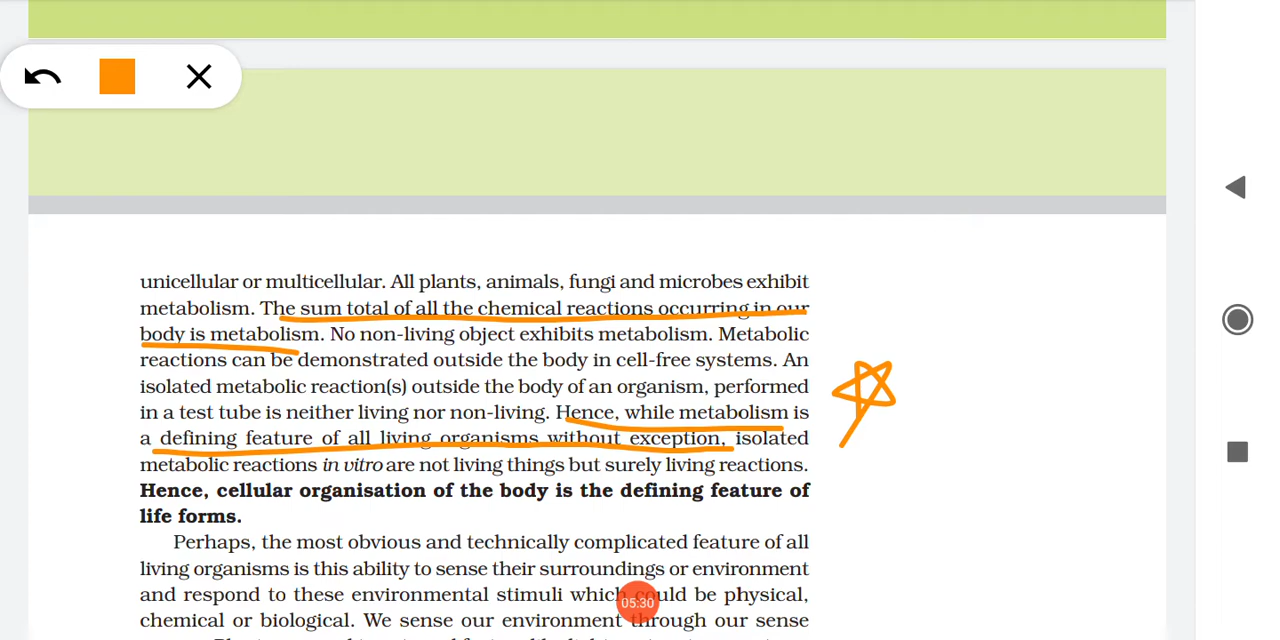 unicellular or multicellular. All plants, animals, fungi and microbes exhibit
metabolism. The sum total of all the chemical reactions occurring in our
body is metabolism. No non-living object exhibits metabolism. Metabolic
reactions can be demonstrated outside the body in cell-free systems. An
isolated metabolic reaction(s) outside the body of an organism, performed
in a test tube is neither living nor non-living. Hence, while metabolism is
a defining feature of all living organisms without exception, isolated
metabolic reactions in vitro are not living things but surely living reactions.
Hence, cellular organisation of the body is the defining feature of
life forms.
Perhaps, the most obvious and technically complicated feature of all
living organisms is this ability to sense their surroundings or environment
and respond to these environmental stimuli which could be physical,
chemical or biological. We sense our environment through our sense
05:30